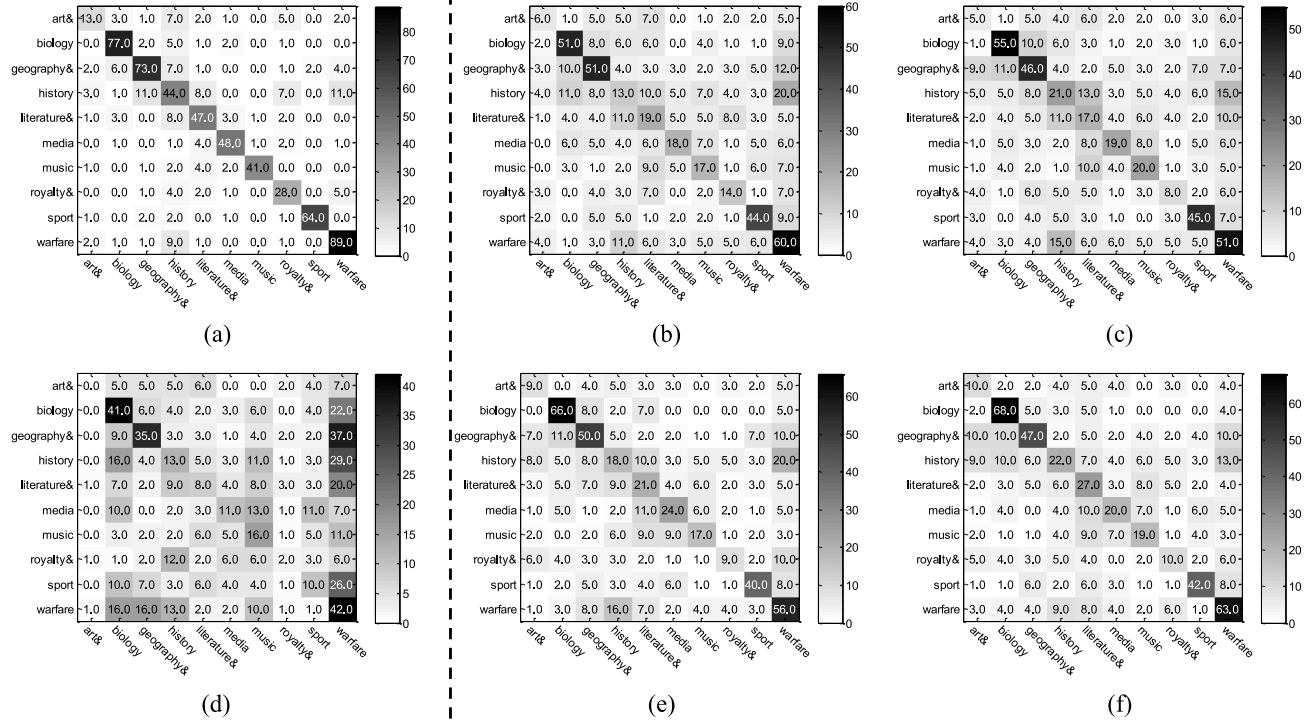 art& 13.0 3.0 1.0 7.0 2.0 0.0 1.0 5.0 0.0 2.0
biology 0.0 77.0 2.0 5.0 1.0 1.0 0.0 1.0 0.0 1.0
geography& 2.0 6.0 73.0 7.0 1.0 0.0 0.0 1.0 2.0 4.0
history 3.0 1.0 11.0 44.0 8.0 0.0 0.0 7.0 0.0 11.0
literature& 1.0 3.0 0.0 8.0 47.0 3.0 1.0 2.0 0.0 0.0
media 0.0 0.0 1.0 1.0 4.0 48.0 3.0 0.0 1.0 0.0
music 1.0 0.0 1.0 1.0 4.0 2.0 41.0 1.0 0.0 0.0
royalty& 0.0 0.0 1.0 4.0 2.0 0.0 1.0 28.0 0.0 5.0
sport 1.0 0.0 2.0 2.0 1.0 0.0 0.0 1.0 64.0 0.0
warfare 2.0 1.0 0.0 9.0 1.0 1.0 0.0 1.0 0.0 89.0
art& biology geography& history literature& media music royalty& sport warfare
80 70 60 50 40 30 20 10 0
(a)
art& 6.0 1.0 5.0 5.0 7.0 0.0 0.0 2.0 2.0 6.0
biology 2.0 51.0 8.0 6.0 6.0 0.0 4.0 1.0 1.0 9.0
geography& 3.0 10.0 51.0 4.0 3.0 3.0 2.0 3.0 5.0 12.0
history 4.0 11.0 8.0 13.0 10.0 5.0 7.0 4.0 3.0 20.0
literature& 2.0 4.0 6.0 11.0 19.0 5.0 5.0 8.0 3.0 2.0
media 0.0 5.0 1.0 4.0 6.0 18.0 7.0 1.0 9.0 7.0
music 0.0 3.0 5.0 1.0 9.0 5.0 17.0 1.0 6.0 4.0
royalty& 3.0 0.0 3.0 3.0 7.0 0.0 3.0 14.0 1.0 7.0
sport 2.0 0.0 5.0 5.0 1.0 2.0 2.0 1.0 44.0 9.0
warfare 4.0 1.0 3.0 11.0 6.0 3.0 5.0 5.0 6.0 60.0
art& biology geography& history literature& media music royalty& sport warfare
60 50 40 30 20 10 0
(b)
art& 5.0 1.0 5.0 4.0 5.0 1.0 2.0 2.0 3.0 6.0
biology 1.0 55.0 10.0 6.0 3.0 1.0 3.0 2.0 1.0 6.0
geography& 9.0 11.0 46.0 4.0 3.0 2.0 3.0 2.0 7.0 7.0
history 5.0 5.0 8.0 21.0 13.0 5.0 5.0 4.0 6.0 15.0
literature& 2.0 4.0 5.0 11.0 17.0 4.0 6.0 4.0 2.0 10.0
media 1.0 3.0 1.0 2.0 8.0 19.0 8.0 1.0 9.0 6.0
music 1.0 2.0 1.0 1.0 10.0 4.0 20.0 1.0 5.0 6.0
royalty& 1.0 4.0 6.0 5.0 5.0 1.0 3.0 8.0 2.0 6.0
sport 3.0 0.0 4.0 5.0 1.0 0.0 3.0 3.0 45.0 7.0
warfare 4.0 3.0 3.0 15.0 6.0 6.0 5.0 5.0 5.0 51.0
art& biology geography& history literature& media music royalty& sport warfare
50 40 30 20 10 0
(c)
art& 0.0 5.0 5.0 5.0 6.0 0.0 0.0 2.0 4.0 7.0
biology 0.0 41.0 6.0 4.0 2.0 3.0 6.0 0.0 4.0 22.0
geography& 0.0 9.0 35.0 3.0 3.0 1.0 4.0 2.0 2.0 37.0
history 0.0 16.0 4.0 13.0 5.0 3.0 11.0 0.0 4.0 29.0
literature& 1.0 7.0 2.0 9.0 8.0 4.0 8.0 3.0 3.0 20.0
media 0.0 10.0 0.0 2.0 3.0 11.0 13.0 1.0 11.0 7.0
music 0.0 3.0 2.0 2.0 6.0 5.0 16.0 1.0 5.0 11.0
royalty& 1.0 1.0 2.0 12.0 2.0 2.0 10.0 2.0 3.0 6.0
sport 0.0 10.0 7.0 3.0 6.0 4.0 4.0 1.0 10.0 26.0
warfare 1.0 16.0 16.0 13.0 2.0 2.0 10.0 1.0 1.0 42.0
art& biology geography& history literature& media music royalty& sport warfare
40 35 30 25 20 15 10 5 0
(d)
art& 9.0 0.0 4.0 5.0 3.0 3.0 0.0 3.0 2.0 5.0
biology 0.0 66.0 8.0 2.0 7.0 0.0 0.0 0.0 0.0 5.0
geography& 7.0 11.0 50.0 5.0 2.0 2.0 1.0 1.0 7.0 10.0
history 8.0 5.0 8.0 18.0 10.0 3.0 5.0 5.0 3.0 20.0
literature& 3.0 5.0 7.0 9.0 21.0 4.0 6.0 2.0 3.0 5.0
media 1.0 5.0 1.0 2.0 11.0 24.0 7.0 1.0 1.0 5.0
music 2.0 0.0 2.0 6.0 9.0 9.0 17.0 1.0 2.0 3.0
royalty& 6.0 4.0 3.0 3.0 2.0 2.0 0.0 9.0 2.0 10.0
sport 1.0 2.0 5.0 3.0 4.0 6.0 1.0 1.0 40.0 8.0
warfare 1.0 3.0 8.0 16.0 7.0 2.0 4.0 4.0 3.0 56.0
art& biology geography& history literature& media music royalty& sport warfare
60 50 40 30 20 10 0
(e)
art& 10.0 2.0 2.0 4.0 5.0 1.0 2.0 4.0 0.0 4.0
biology 2.0 68.0 5.0 3.0 5.0 1.0 0.0 0.0 0.0 4.0
geography& 10.0 10.0 47.0 2.0 5.0 2.0 4.0 2.0 4.0 10.0
history 9.0 10.0 6.0 22.0 7.0 4.0 5.0 6.0 3.0 13.0
literature& 2.0 3.0 5.0 6.0 27.0 3.0 8.0 5.0 2.0 4.0
media 1.0 4.0 0.0 4.0 10.0 20.0 7.0 1.0 6.0 5.0
music 1.0 1.0 4.0 4.0 9.0 7.0 19.0 1.0 2.0 3.0
royalty& 5.0 4.0 5.0 4.0 2.0 2.0 3.0 10.0 2.0 4.0
sport 1.0 1.0 6.0 2.0 6.0 3.0 1.0 2.0 42.0 7.0
warfare 3.0 4.0 4.0 9.0 8.0 4.0 2.0 6.0 1.0 63.0
art& biology geography& history literature& media music royalty& sport warfare
60 50 40 30 20 10 0
(f)